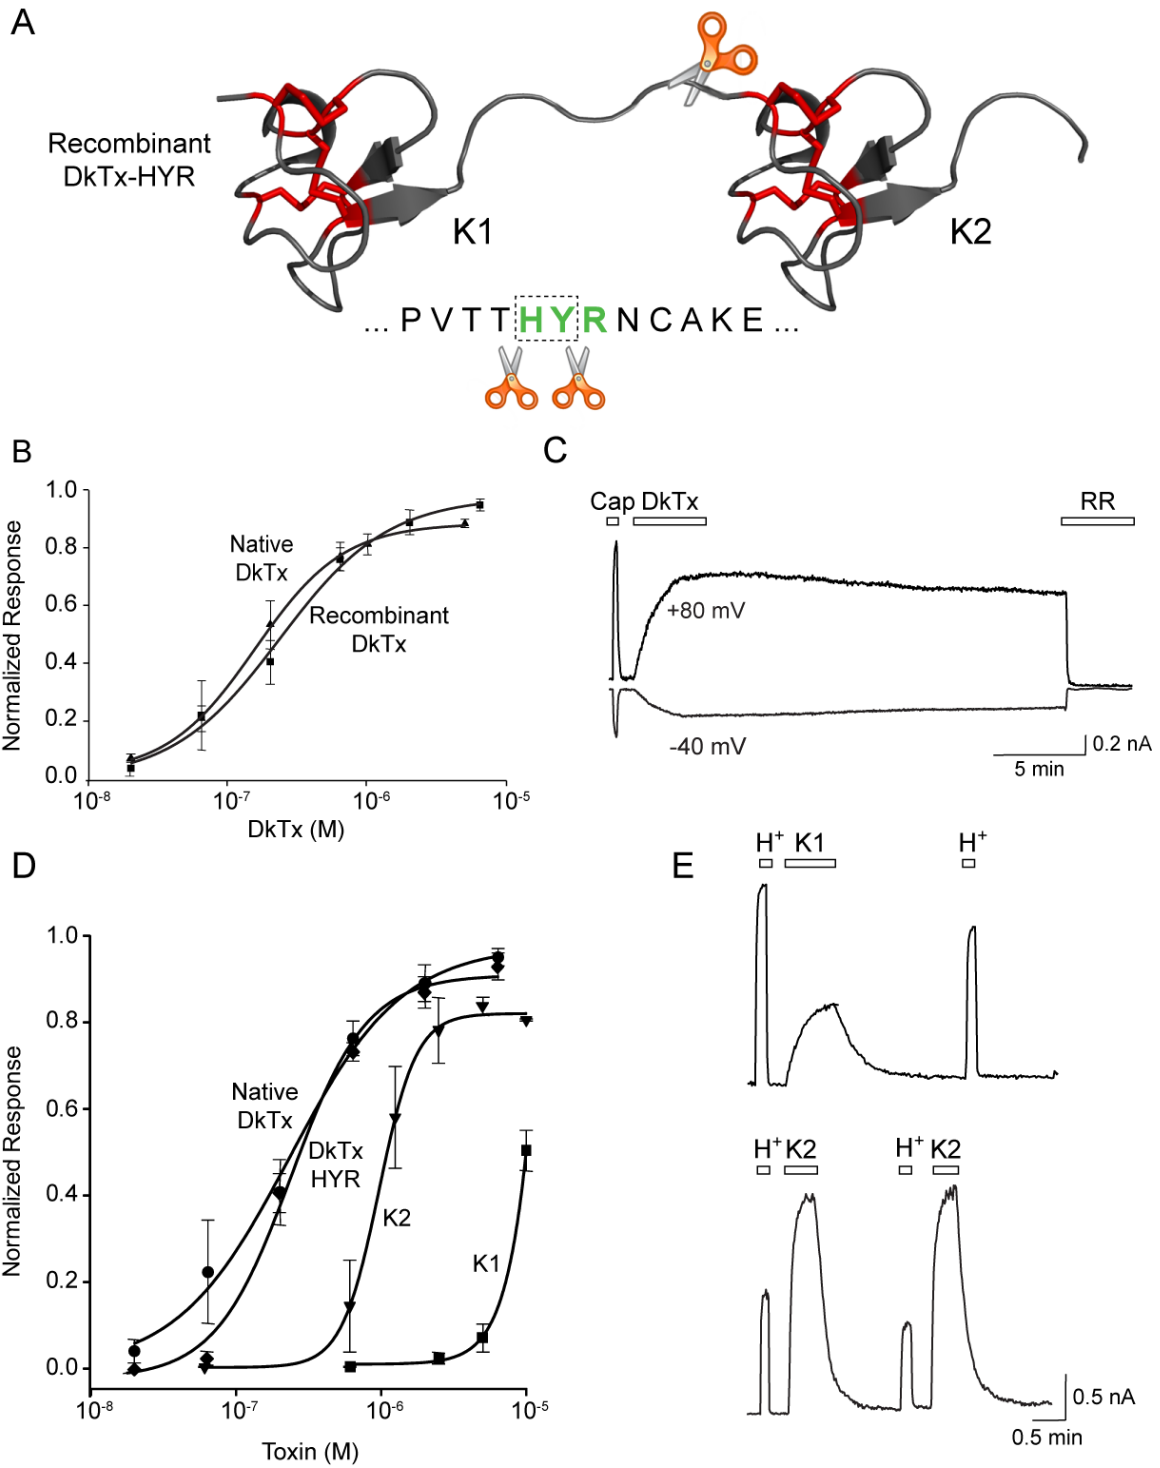 A
Recombinant
DkTx-HYR
K1
K2
... P V T T H Y R N C A K E ...
B
1.0
0.8
0.6
0.4
0.2
0.0
Normalized Response
Native
DkTx
Recombinant
DkTx
10-8
10-7
10-6
10-5
DkTx (M)
C
Cap DkTx
RR
+80 mV
-40 mV
0.2 nA
5 min
D
1.0
0.8
0.6
0.4
0.2
0.0
Normalized Response
Native
DkTx
DkTx
HYR
K2
K1
10-8
10-7
10-6
10-5
Toxin (M)
E
H+ K1
H+
H+ K2
H+ K2
0.5 nA
0.5 min